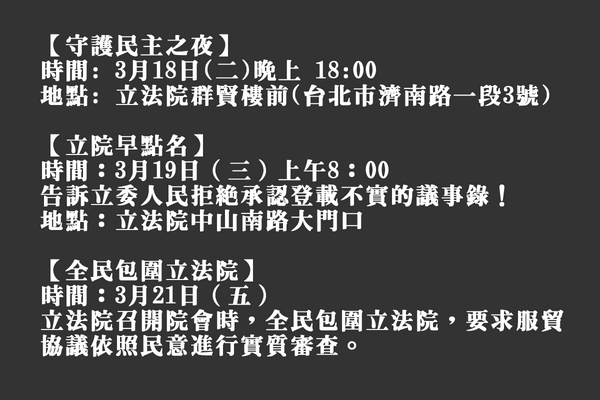 【守護民主之夜】
時間: 3月18日(二)晚上 18:00
地點: 立法院群賢樓前(台北市濟南路一段3號)
【立院早點名】
時間：3月19日（三）上午8：00
告訴立委人民拒絕承認登載不實的議事錄！
地點：立法院中山南路大門口
【全民包圍立法院】
時間：3月21日（五）
立法院召開院會時，全民包圍立法院，要求服貿
協議依照民意進行實質審查。